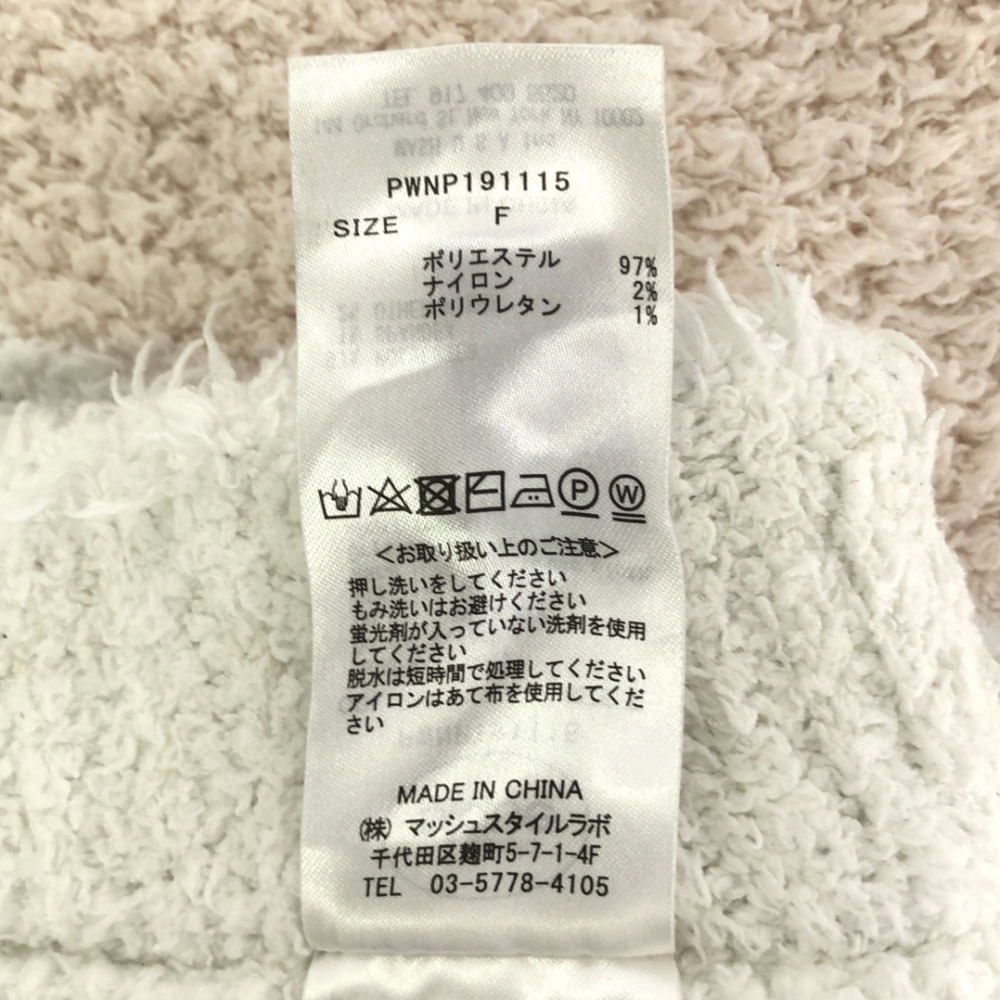 PWNP191115
SIZE F
ポリエステル 97%
ナイロン 2%
ポリウレタン 1%
P W
<お取り扱い上のご注意>
押し洗いをしてください
もみ洗いはお避けください
蛍光剤が入っていない洗剤を使用
してください
脱水は短時間で処理してください
アイロンはあて布を使用してくだ
さい
MADE IN CHINA
(株) マッシュスタイルラボ
千代田区麹町5-7-1-4F
TEL 03-5778-4105